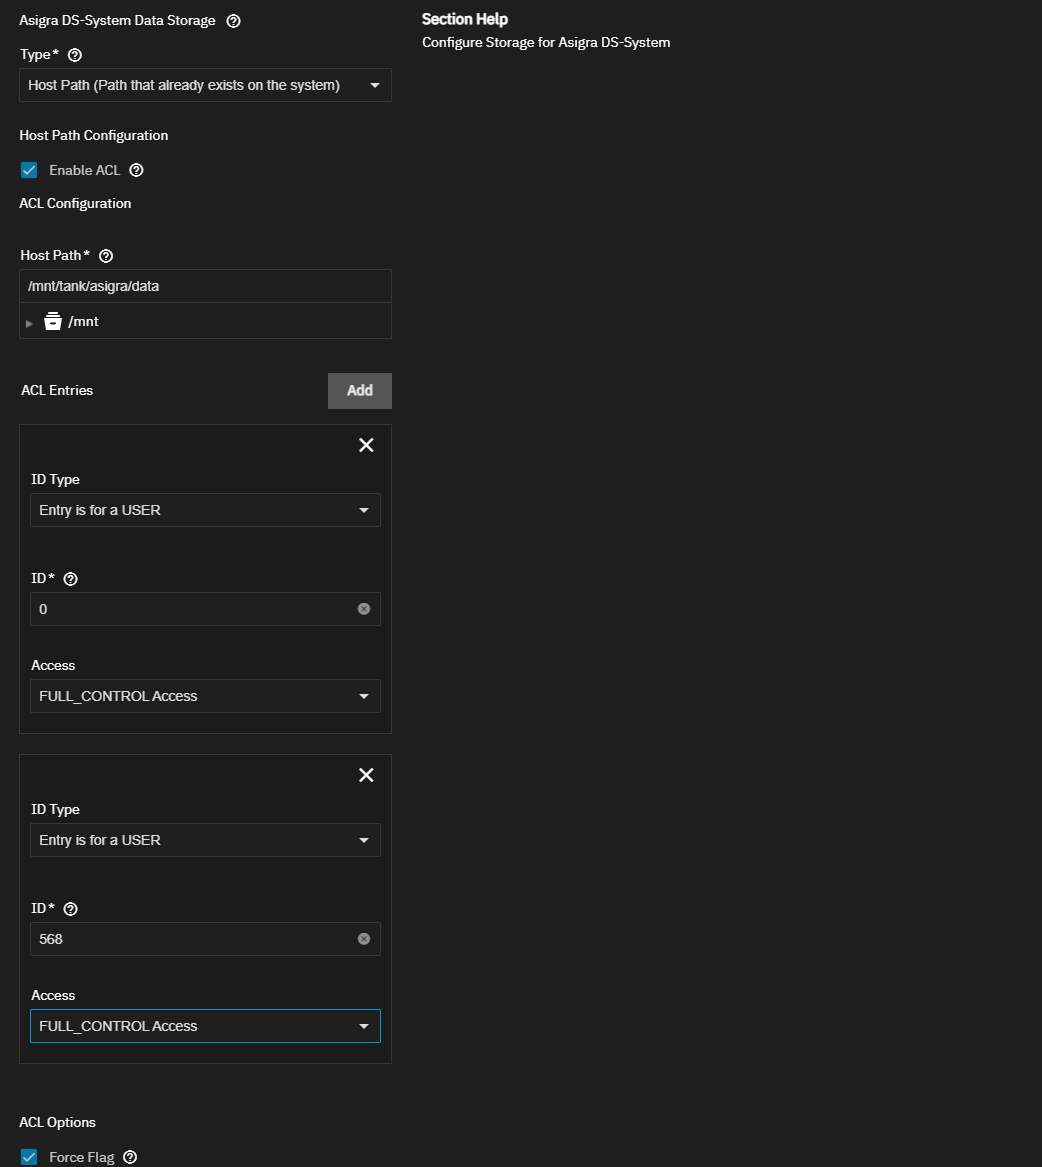 Asigra DS-System Data Storage
Type*
Host Path (Path that already exists on the system)
Host Path Configuration
Enable ACL
ACL Configuration
Host Path*
/mnt/tank/asigra/data
/mnt
ACL Entries
Add
ID Type
Entry is for a USER
ID*
0
Access
FULL_CONTROL Access
ID Type
Entry is for a USER
ID*
568
Access
FULL_CONTROL Access
ACL Options
Force Flag
Section Help
Configure Storage for Asigra DS-System